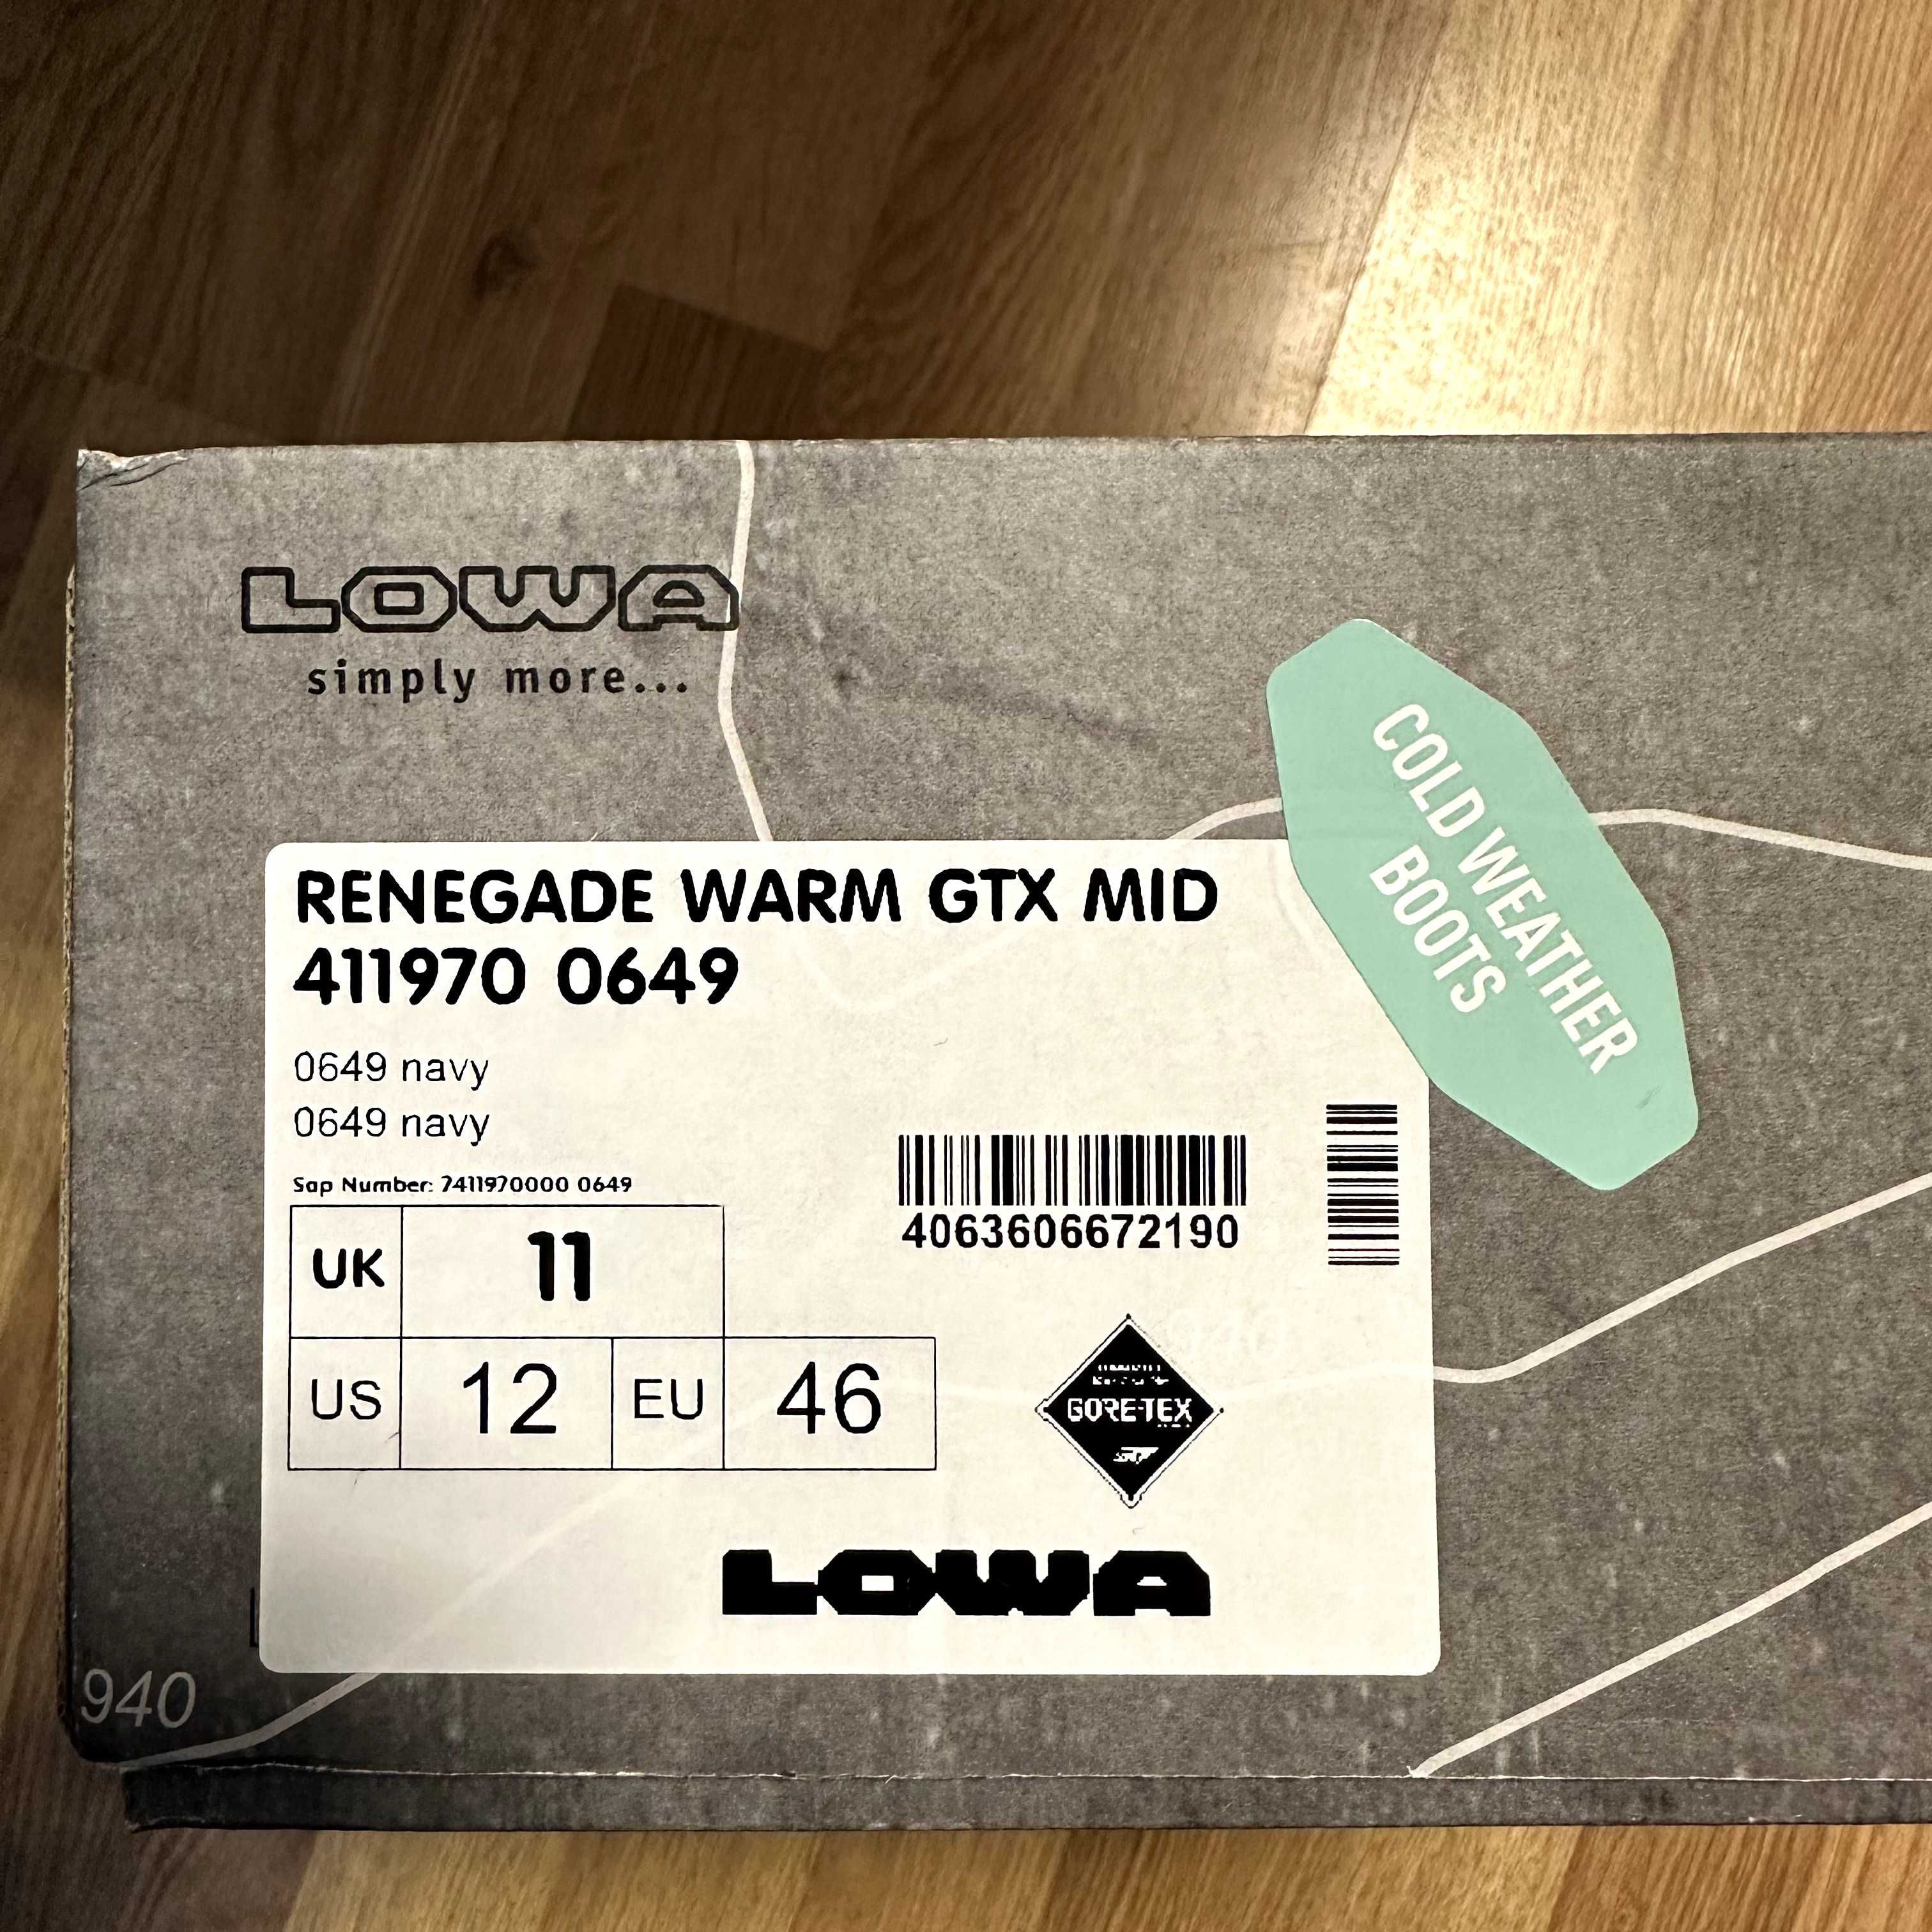 LOWA
simply more...
COLD WEATHER
BOOTS
RENEGADE WARM GTX MID
411970 0649
0649 navy
0649 navy
Sap Number: 2411970000 0649
4063606672190
UK 11
US 12 EU 46
GORE-TEX
LOWA
940